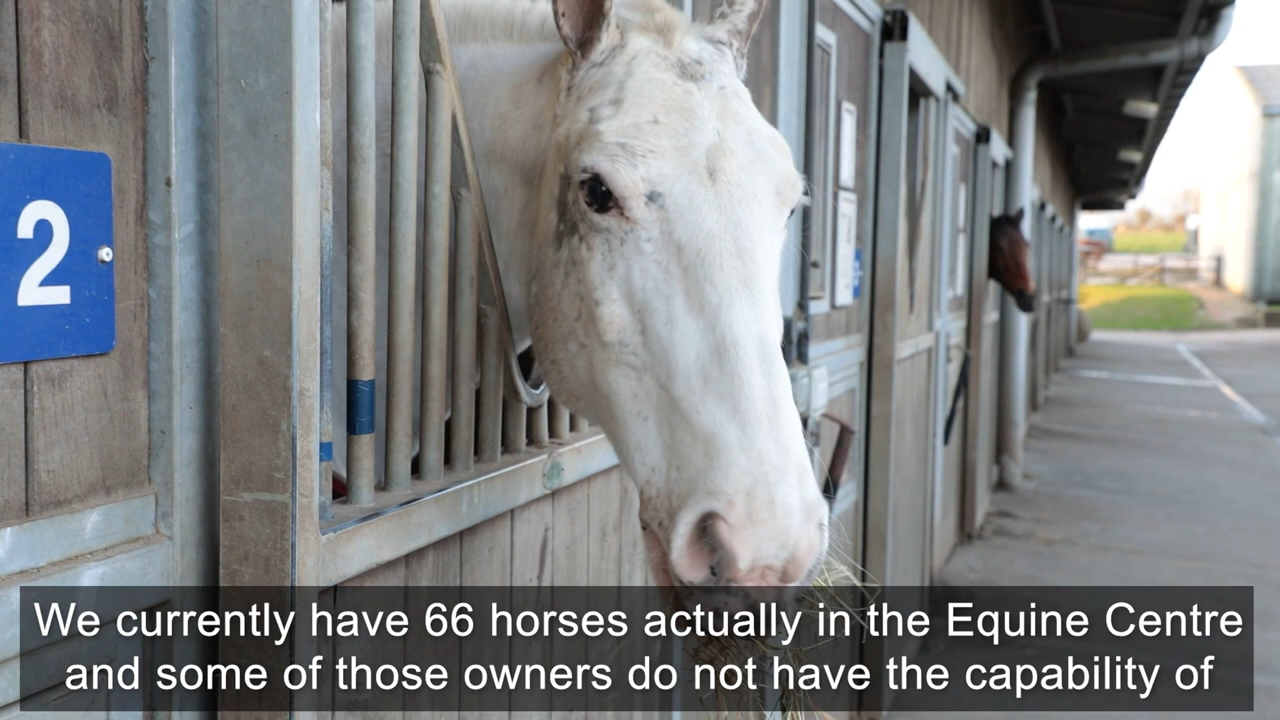 2
We currently have 66 horses actually in the Equine Centre
and some of those owners do not have the capability of